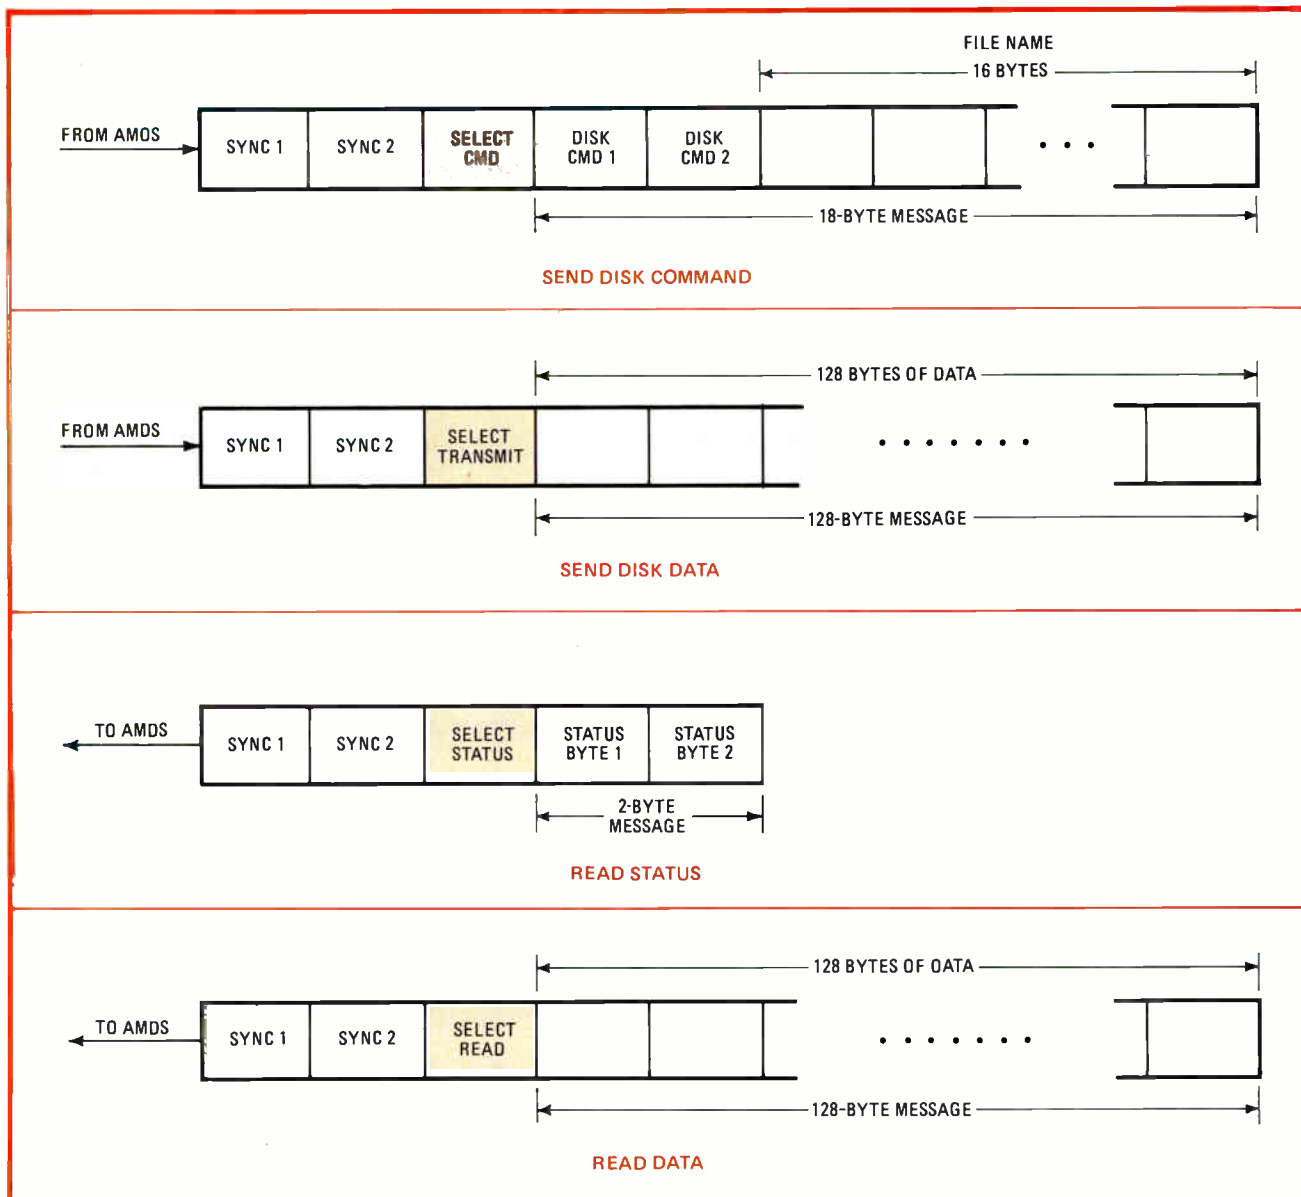 FILE NAME
16 BYTES
FROM AMOS
SYNC 1
SYNC 2
SELECT
CMD
DISK
CMD 1
DISK
CMD 2
18-BYTE MESSAGE
SEND DISK COMMAND
128 BYTES OF DATA
FROM AMDS
SYNC 1
SYNC 2
SELECT
TRANSMIT
128-BYTE MESSAGE
SEND DISK DATA
TO AMDS
SYNC 1
SYNC 2
SELECT
STATUS
STATUS
BYTE 1
STATUS
BYTE 2
2-BYTE
MESSAGE
READ STATUS
128 BYTES OF OATA
TO AMDS
SYNC 1
SYNC 2
SELECT
READ
128-BYTE MESSAGE
READ DATA